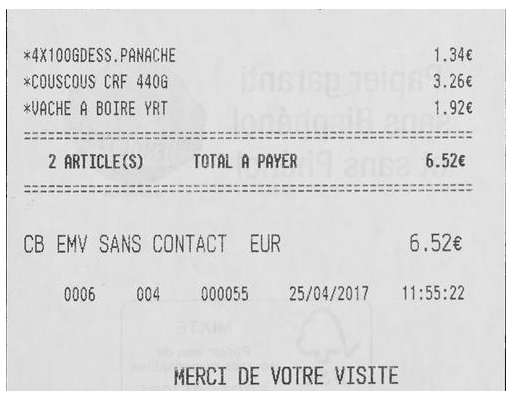 *4X100GDESS.PANACHE 1.34€
*COUSCOUS CRF 440G 3.26€
*VACHE A BOIRE YRT 1.92€
================================================
2 ARTICLE(S) TOTAL A PAYER 6.52€
================================================
CB EMV SANS CONTACT EUR 6.52€
0006 004 000055 25/04/2017 11:55:22
MERCI DE VOTRE VISITE
Papier garanti
sans Bisphénol
et sans Phénol
MIXTE